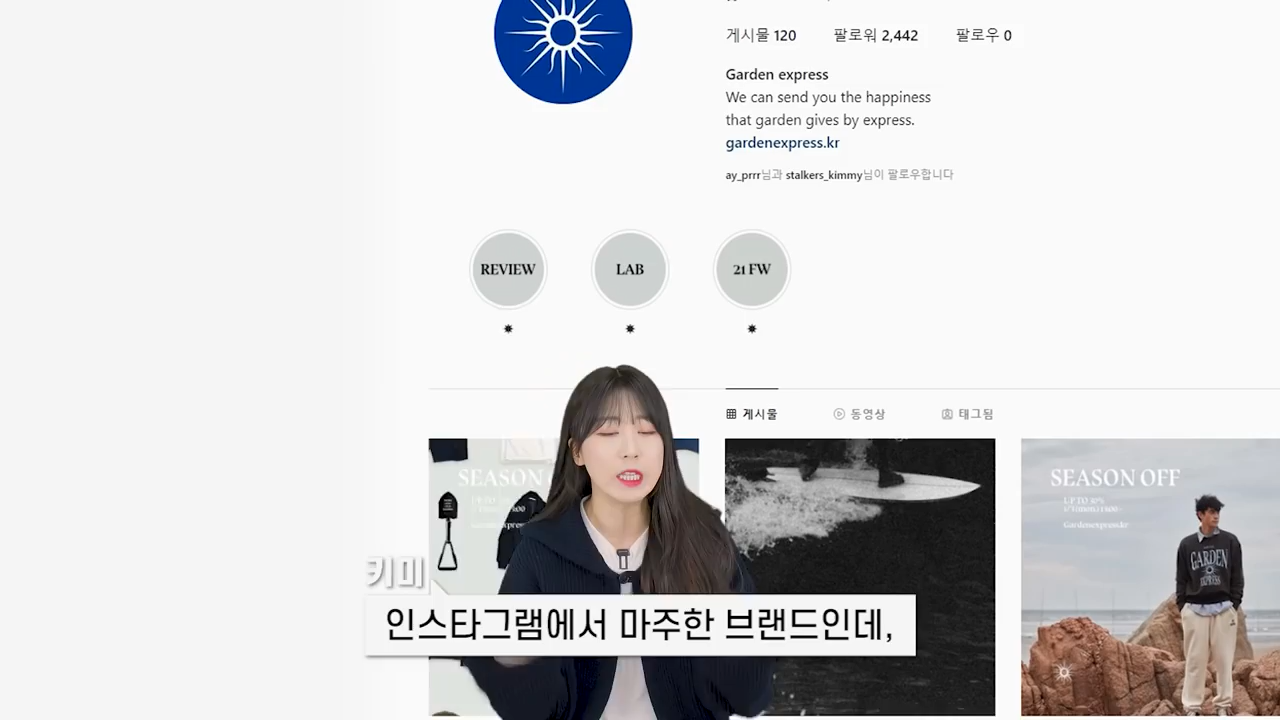 게시물 120 팔로워 2,442 팔로우 0
Garden express
We can send you the happiness
that garden gives by express.
gardenexpress.kr
ay_prrr님과 stalkers_kimmy님이 팔로우합니다
REVIEW LAB 21 FW
게시물 동영상 태그됨
SEASON
SEASON OFF
UP TO 30%
Gardenexpress.kr
GARDEN
EXPRESS
키미
인스타그램에서 마주한 브랜드인데,